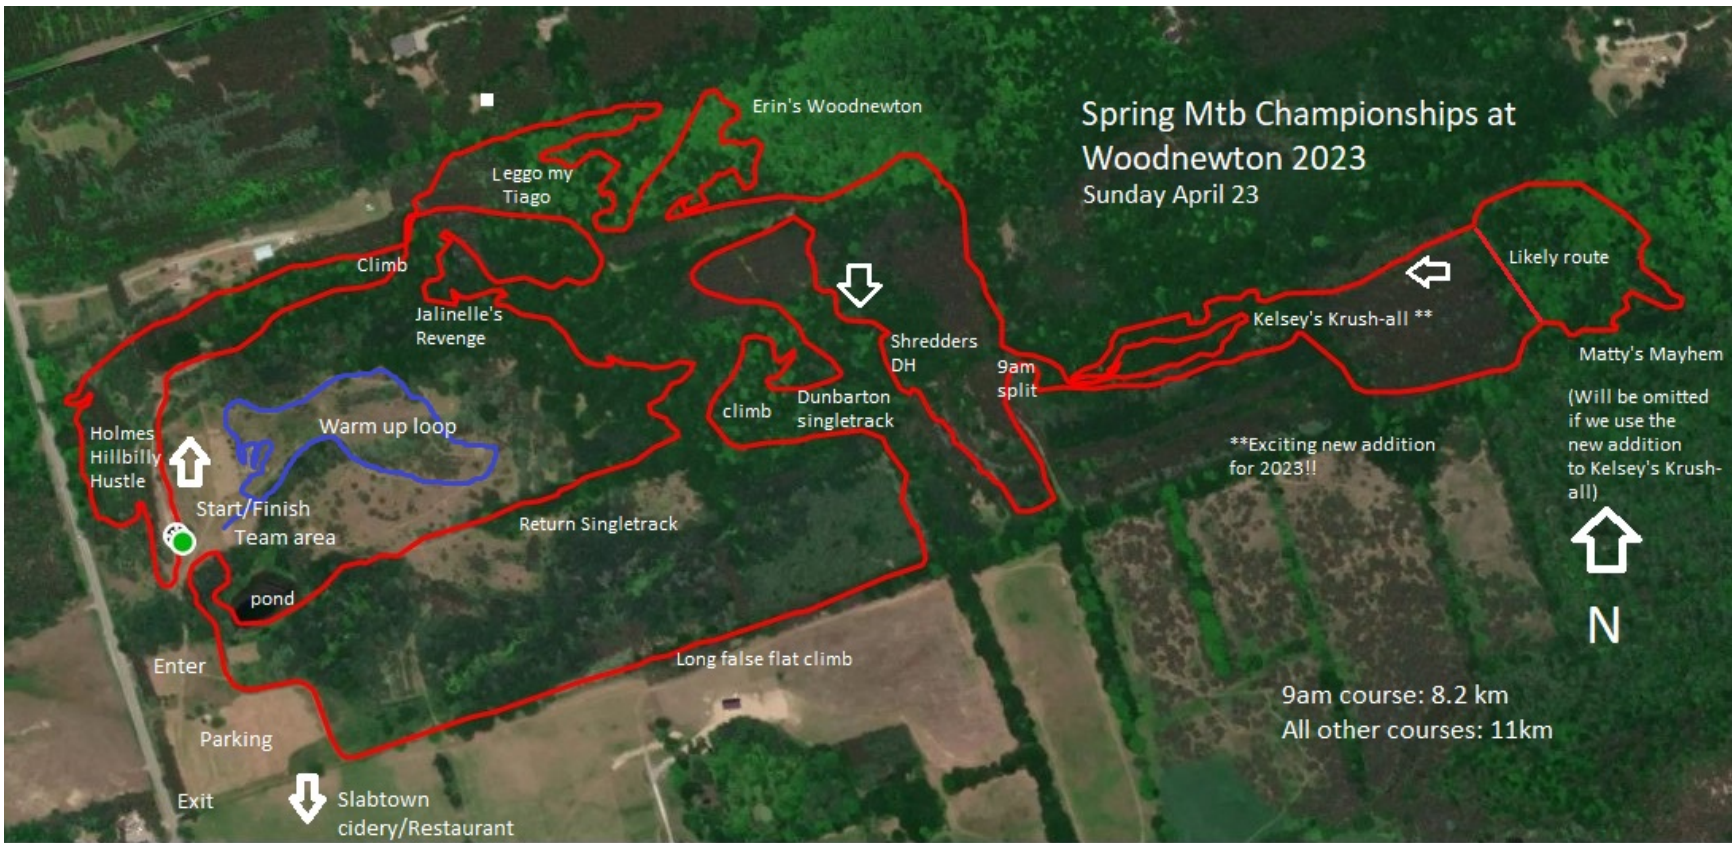 Spring Mtb Championships at
Woodnewton 2023
Sunday April 23
Erin's Woodnewton
Leggo my
Tiago
Climb
Jalinelle's
Revenge
Likely route
Kelsey's Krush-all **
Shredders
DH
9am
split
Matty's Mayhem
(Will be omitted
if we use the
new addition
to Kelsey's Krush-
all)
Dunbarton
singletrack
climb
Warm up loop
Holmes
Hillbilly
Hustle
**Exciting new addition
for 2023!!
Start/Finish
Team area
Return Singletrack
pond
N
Enter
Long false flat climb
Parking
9am course: 8.2 km
All other courses: 11km
Exit
Slabtown
cidery/Restaurant